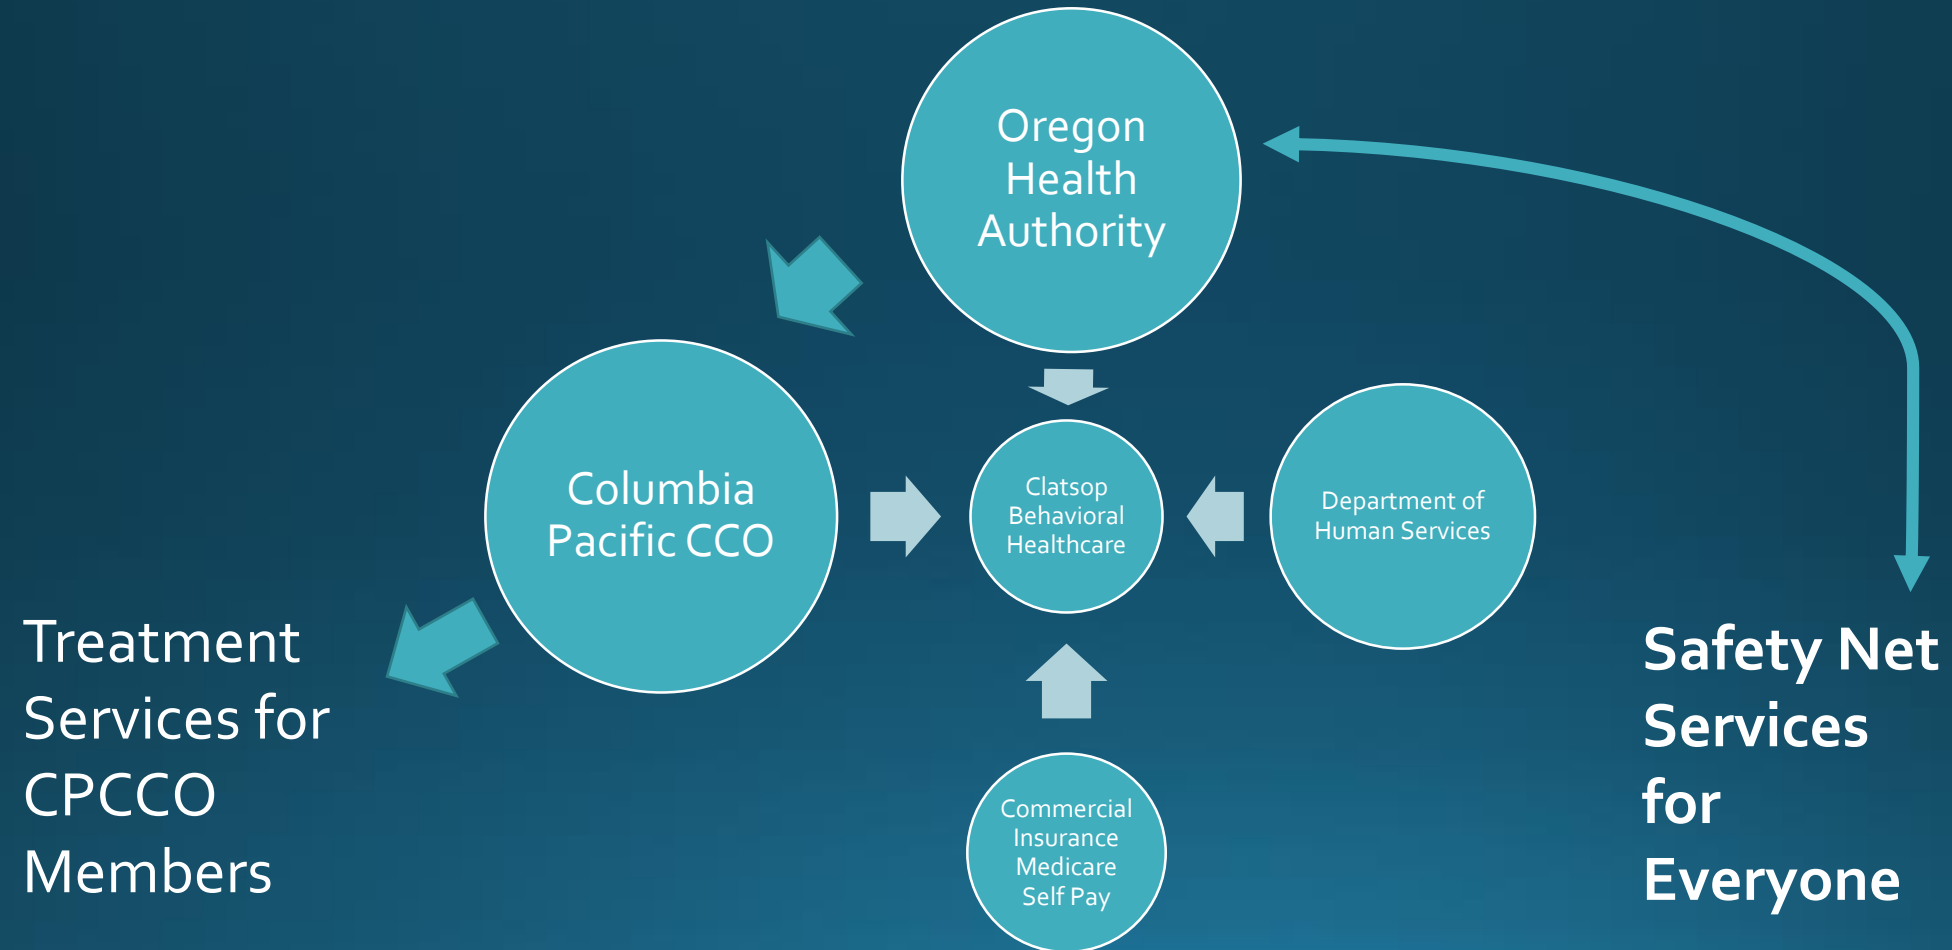 Oregon
Health
Authority
Columbia
Pacific CCO
Clatsop
Behavioral
Healthcare
Department of
Human Services
Commercial
Insurance
Medicare
Self Pay
Treatment
Services for
CPCCO
Members
Safety Net
Services
for
Everyone